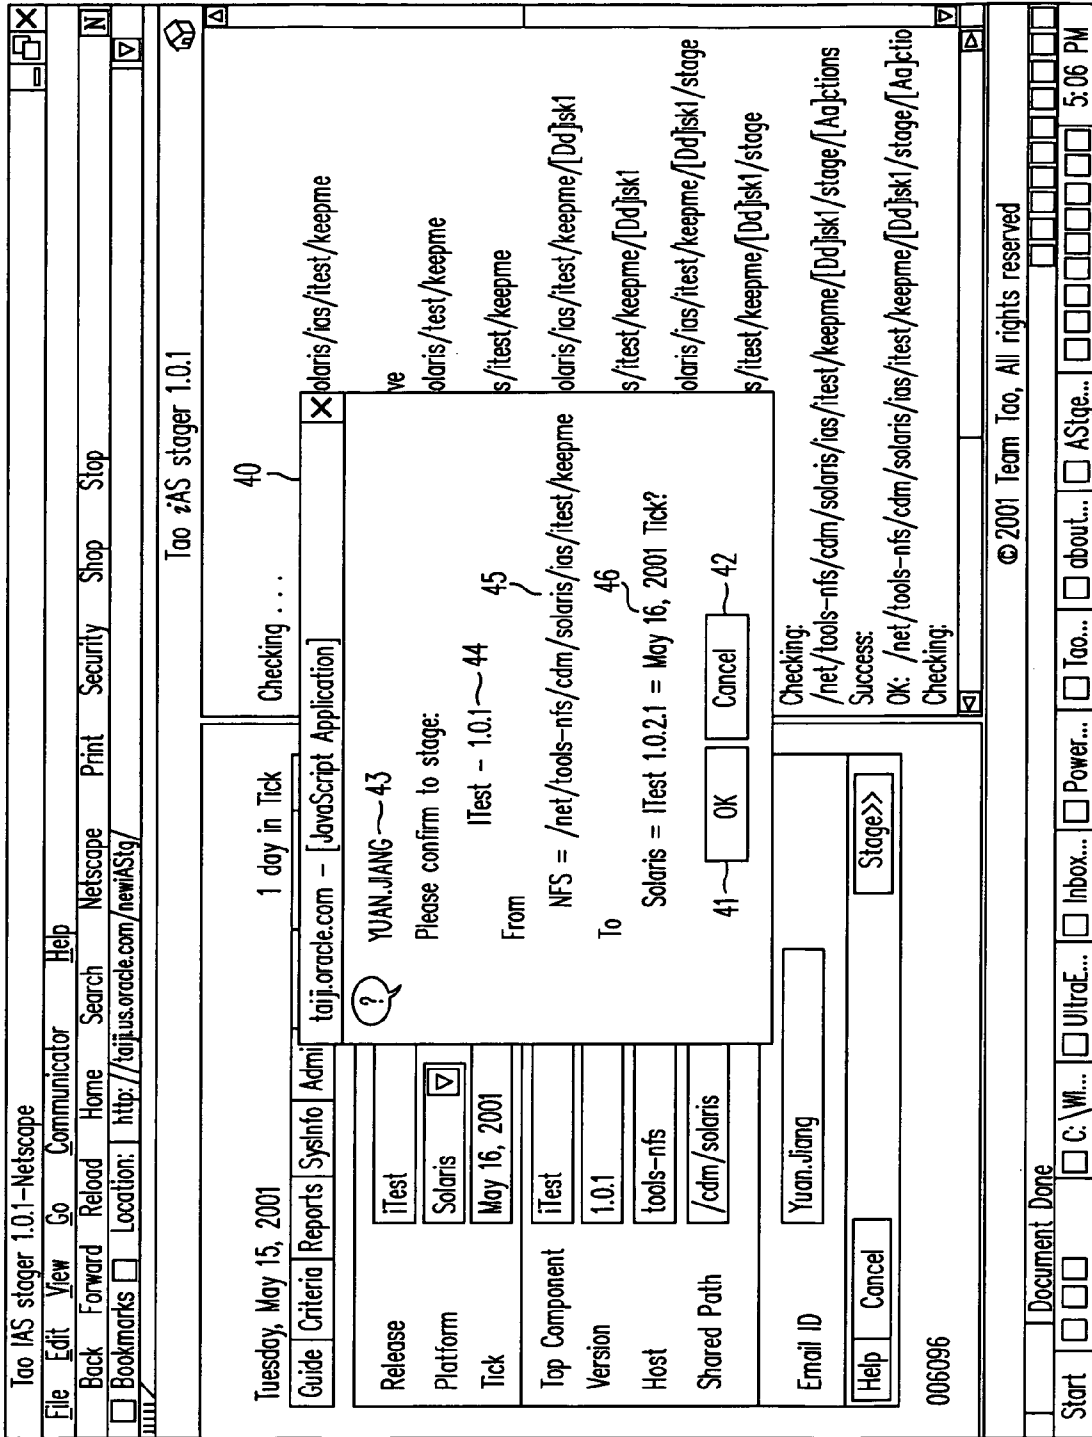 Tao IAS stager 1.0.1-Netscape
File Edit View Go Communicator Help
Back Forward Reload Home Search Netscape Print Security Shop Stop
Bookmarks Location: http://taiji.us.oracle.com/newiAStg/
N
Tao iAS stager 1.0.1
Tuesday, May 15, 2001 1 day in Tick
Guide Criteria Reports SysInfo Admi
Release iTest
Platform Solaris
Tick May 16, 2001
Top Component iTest
Version 1.0.1
Host tools-nfs
Shared Path /cdm/solaris
Email ID Yuan.Jiang
Help Cancel Stage>>
006096
Checking ...
40
olaris/ias/itest/keepme
ve
olaris/test/keepme
s/itest/keepme
olaris/ias/itest/keepme/[Dd]isk1
s/itest/keepme/[Dd]isk1
olaris/ias/itest/keepme/[Dd]isk1/stage
s/itest/keepme/[Dd]isk1/stage
Checking:
/net/tools-nfs/cdm/solaris/ias/itest/keepme/[Dd]isk1/stage/[Aa]ctions
Success:
OK: /net/tools-nfs/cdm/solaris/ias/itest/keepme/[Dd]isk1/stage/[Aa]ctio
Checking:
taiji.oracle.com - [JavaScript Application]
? YUAN.JIANG 43
Please confirm to stage:
ITest - 1.0.1 44
From 45
NFS = /net/tools-nfs/cdm/solaris/ias/itest/keepme
To 46
Solaris = ITest 1.0.2.1 = May 16, 2001 Tick?
41 OK Cancel 42
© 2001 Team Tao, All rights reserved
Document Done
Start C:\WI... UltraE... Inbox... Power... Tao... about... AStge... 5:06 PM